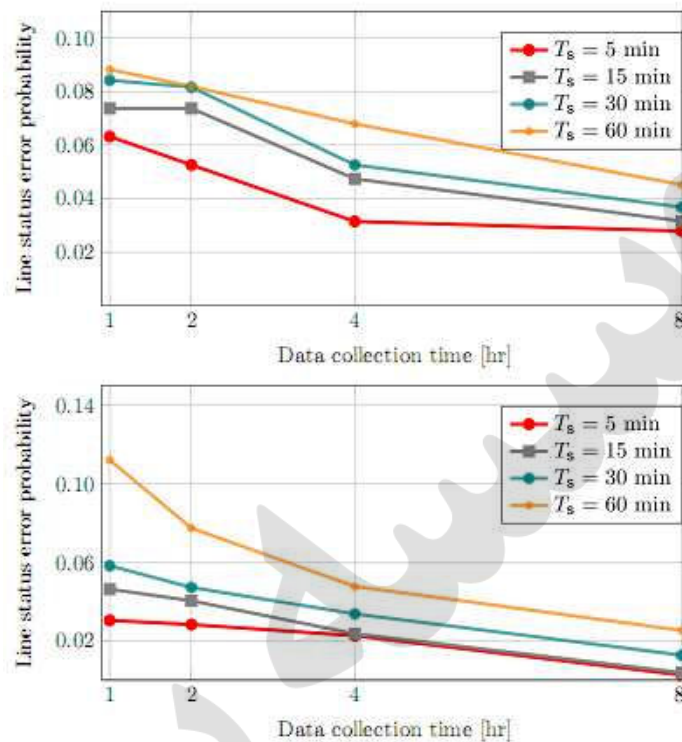 Line status error probability
0.10
0.08
0.06
0.04
0.02
1 2 4 8
Data collection time [hr]
Ts = 5 min
Ts = 15 min
Ts = 30 min
Ts = 60 min
Line status error probability
0.14
0.10
0.06
0.02
1 2 4 8
Data collection time [hr]
Ts = 5 min
Ts = 15 min
Ts = 30 min
Ts = 60 min